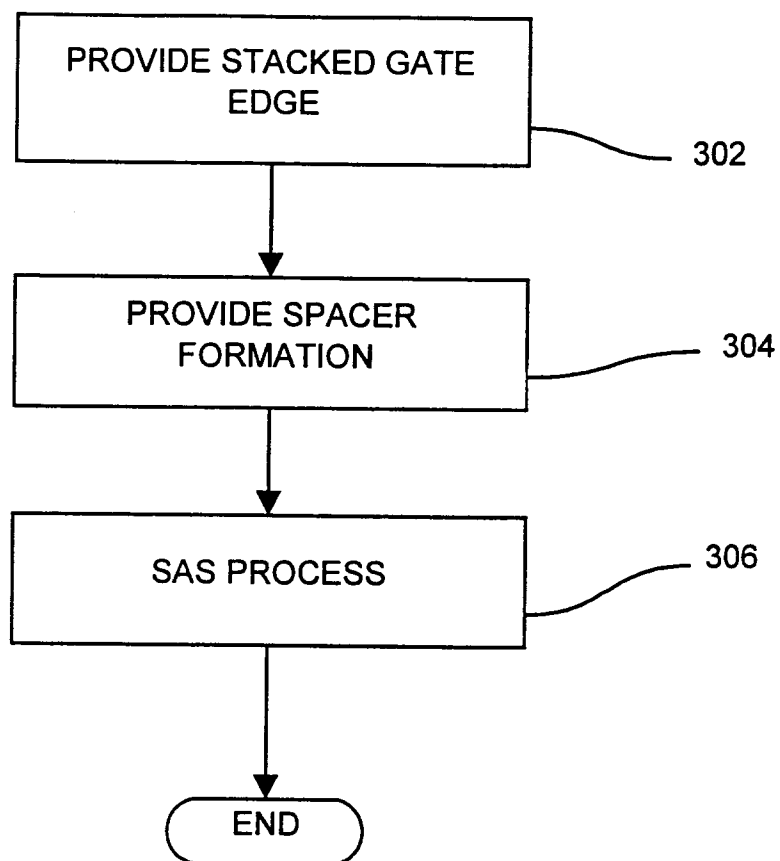 PROVIDE STACKED GATE
EDGE
302
PROVIDE SPACER
FORMATION
304
SAS PROCESS
306
END